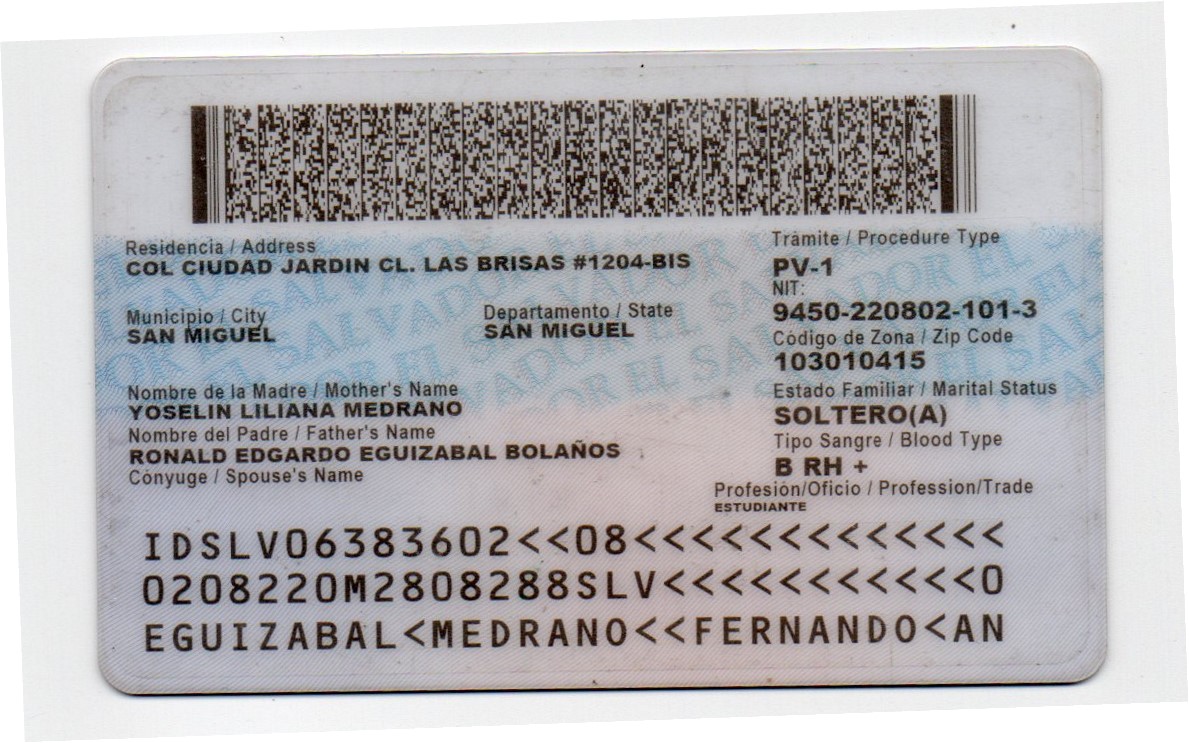 Residencia / Address
COL CIUDAD JARDIN CL. LAS BRISAS #1204-BIS
Trámite / Procedure Type
PV-1
NIT:
9450-220802-101-3
Municipio / City
SAN MIGUEL
Departamento / State
SAN MIGUEL
Código de Zona / Zip Code
103010415
Nombre de la Madre / Mother's Name
YOSELIN LILIANA MEDRANO
Estado Familiar / Marital Status
SOLTERO(A)
Nombre del Padre / Father's Name
RONALD EDGARDO EGUIZABAL BOLAÑOS
Tipo Sangre / Blood Type
B RH +
Cónyuge / Spouse's Name
Profesión/Oficio / Profession/Trade
ESTUDIANTE
IDSLV06383602<<08<<<<<<<<<<<<<
0208220M2808288SLV<<<<<<<<<<<0
EGUIZABAL<MEDRANO<<FERNANDO<AN